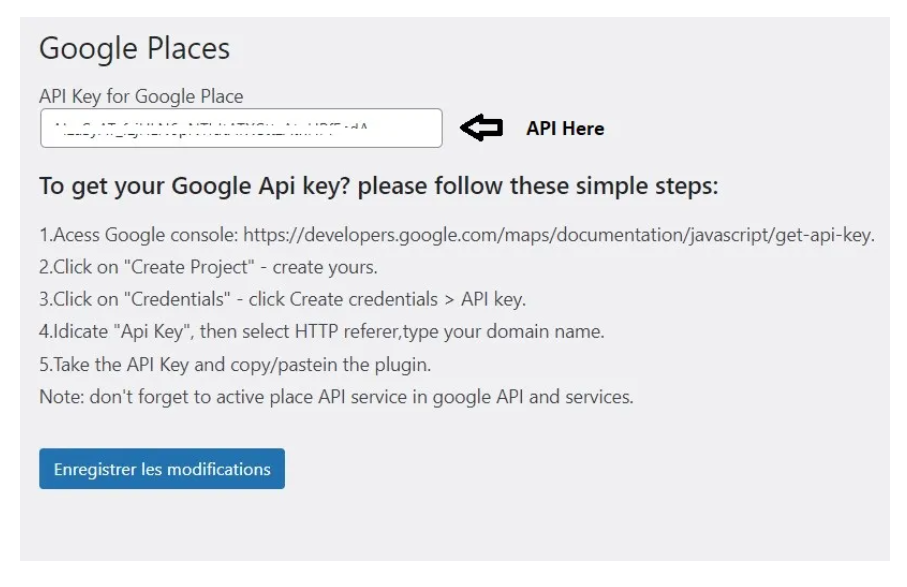 Google Places
API Key for Google Place
API Here
To get your Google Api key? please follow these simple steps:
1.Acess Google console: https://developers.google.com/maps/documentation/javascript/get-api-key.
2.Click on "Create Project" - create yours.
3.Click on "Credentials" - click Create credentials > API key.
4.Idicate "Api Key", then select HTTP referer,type your domain name.
5.Take the API Key and copy/pastein the plugin.
Note: don't forget to active place API service in google API and services.
Enregistrer les modifications